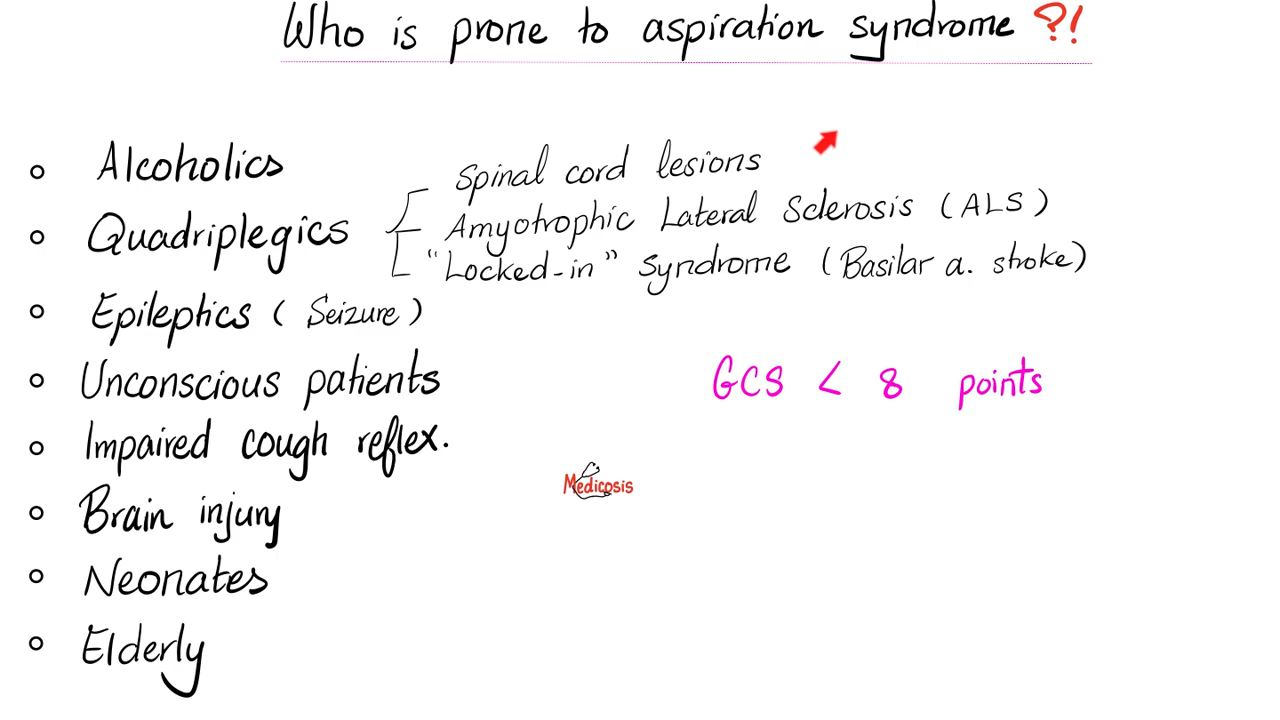 Who is prone to aspiration syndrome ?!
Alcoholics
Quadriplegics
Spinal cord lesions
Amyotrophic Lateral Sclerosis (ALS)
"Locked-in" syndrome (Basilar a. stroke)
Epileptics (Seizure)
Unconscious patients
GCS < 8 points
Impaired cough reflex.
Medicosis
Brain injury
Neonates
Elderly